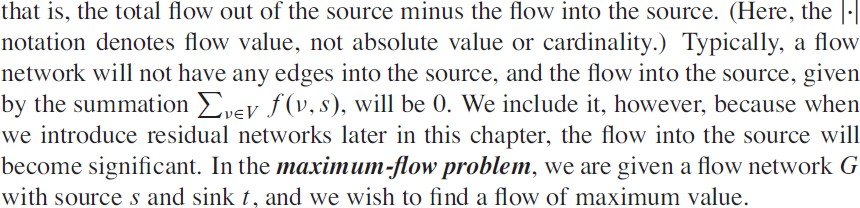 that is, the total flow out of the source minus the flow into the source. (Here, the |·|
notation denotes flow value, not absolute value or cardinality.) Typically, a flow
network will not have any edges into the source, and the flow into the source, given
by the summation ∑_{v∈V} f(v, s), will be 0. We include it, however, because when
we introduce residual networks later in this chapter, the flow into the source will
become significant. In the maximum-flow problem, we are given a flow network G
with source s and sink t, and we wish to find a flow of maximum value.